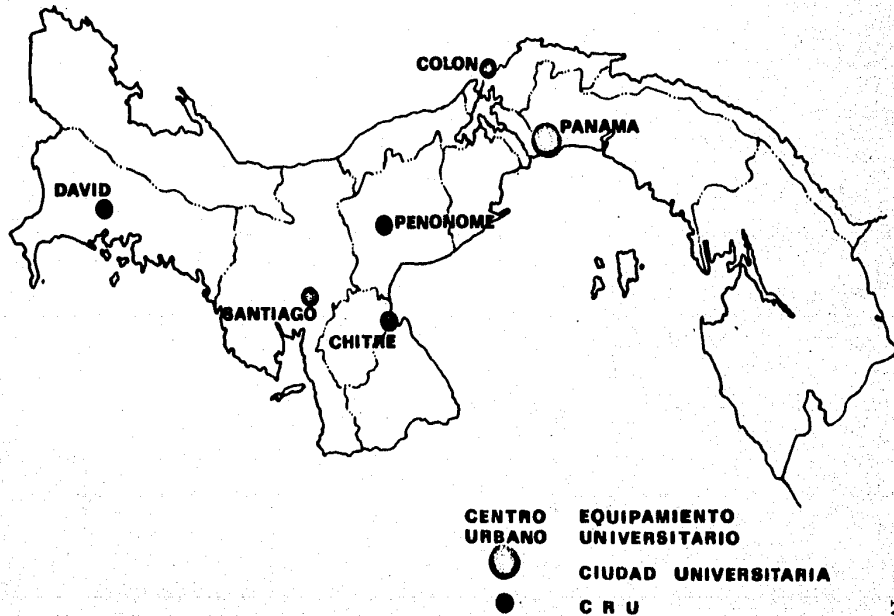 COLON
PANAMA
DAVID
PENONOME
SANTIAGO
CHITRE
CENTRO EQUIPAMIENTO
URBANO UNIVERSITARIO
CIUDAD UNIVERSITARIA
C R U